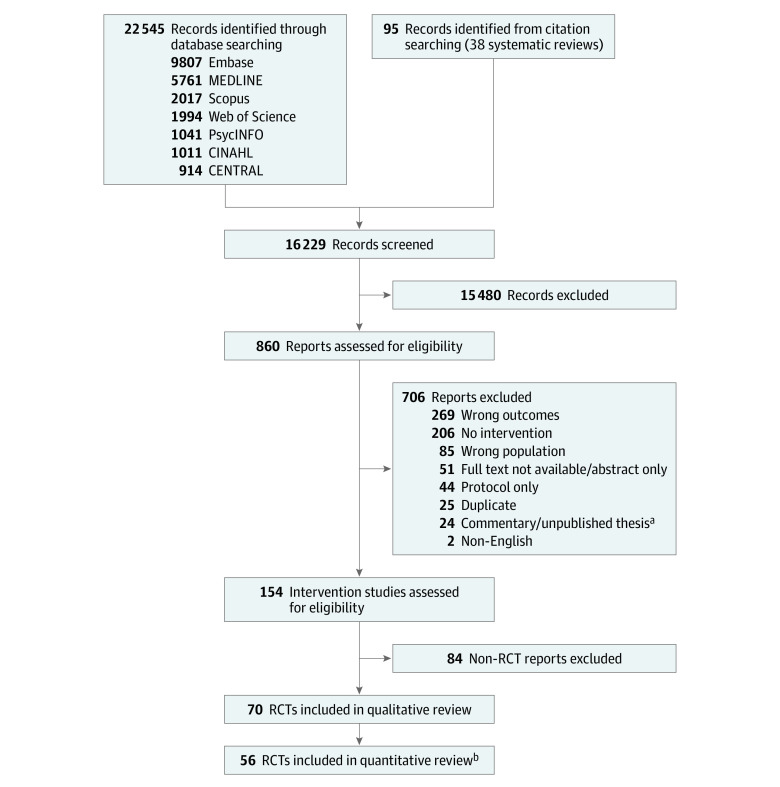 22 545 Records identified through
database searching
9807 Embase
5761 MEDLINE
2017 Scopus
1994 Web of Science
1041 PsycINFO
1011 CINAHL
914 CENTRAL
95 Records identified from citation
searching (38 systematic reviews)
16 229 Records screened
15 480 Records excluded
860 Reports assessed for eligibility
706 Reports excluded
269 Wrong outcomes
206 No intervention
85 Wrong population
51 Full text not available/abstract only
44 Protocol only
25 Duplicate
24 Commentary/unpublished thesisᵃ
2 Non-English
154 Intervention studies assessed
for eligibility
84 Non-RCT reports excluded
70 RCTs included in qualitative review
56 RCTs included in quantitative reviewᵇ